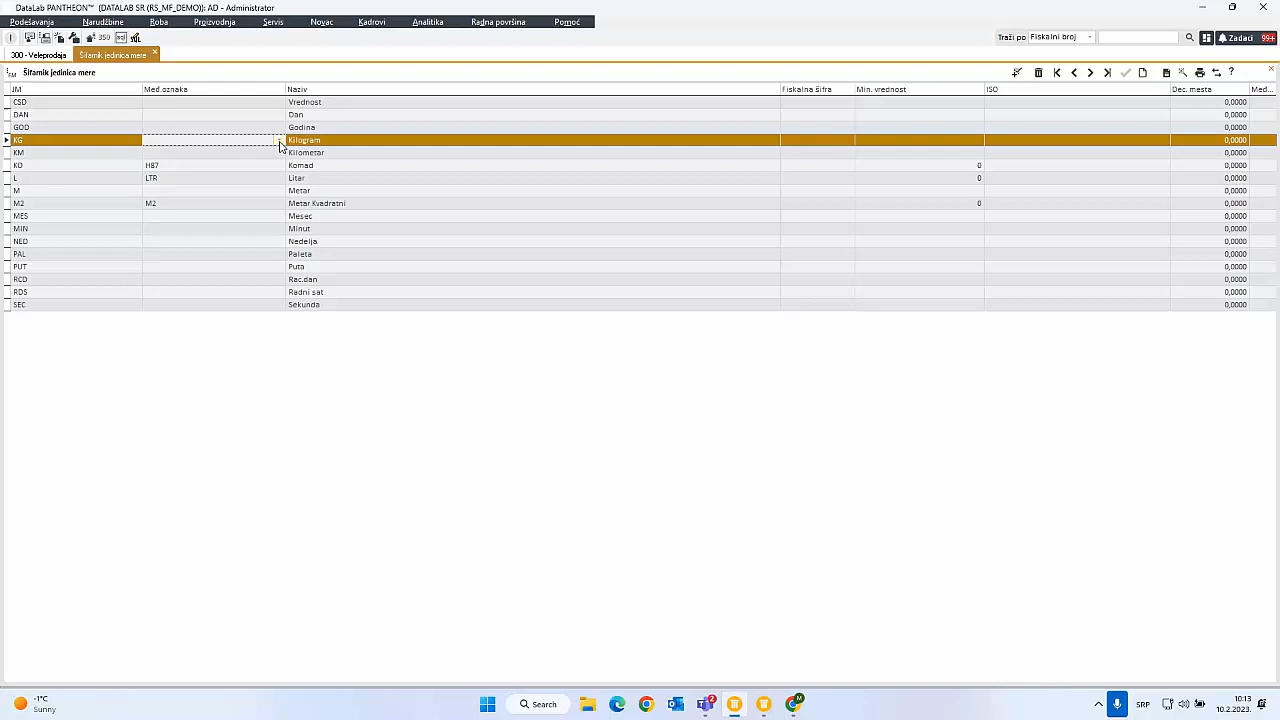 DataLab PANTHEON™ (DATALAB SR (RS_MF_DEMO)); AD - Administrator
Podešavanja Narudžbine Roba Proizvodnja Servis Novac Kadrovi Analitika Radna površina Pomoć
350 Traži po Fiskalni broj Zadaci 99+
300 - Veleprodaja Šifarnik jedinica mere
Šifarnik jedinica mere
JM Međ.oznaka Naziv Fiskalna šifra Min. vrednost ISO Dec. mesta Međ...
CSD Vrednost 0,0000
DAN Dan 0,0000
GOD Godina 0,0000
KG Kilogram 0,0000
KM Kilometar 0,0000
KO H87 Komad 0 0,0000
L LTR Litar 0 0,0000
M Metar 0,0000
M2 M2 Metar Kvadratni 0 0,0000
MES Mesec 0,0000
MIN Minut 0,0000
NED Nedelja 0,0000
PAL Paleta 0,0000
PUT Puta 0,0000
RCD Rac.dan 0,0000
RDS Radni sat 0,0000
SEC Sekunda 0,0000
-1°C
Sunny
Search
2
M
SRP
10:13
10.2.2023.